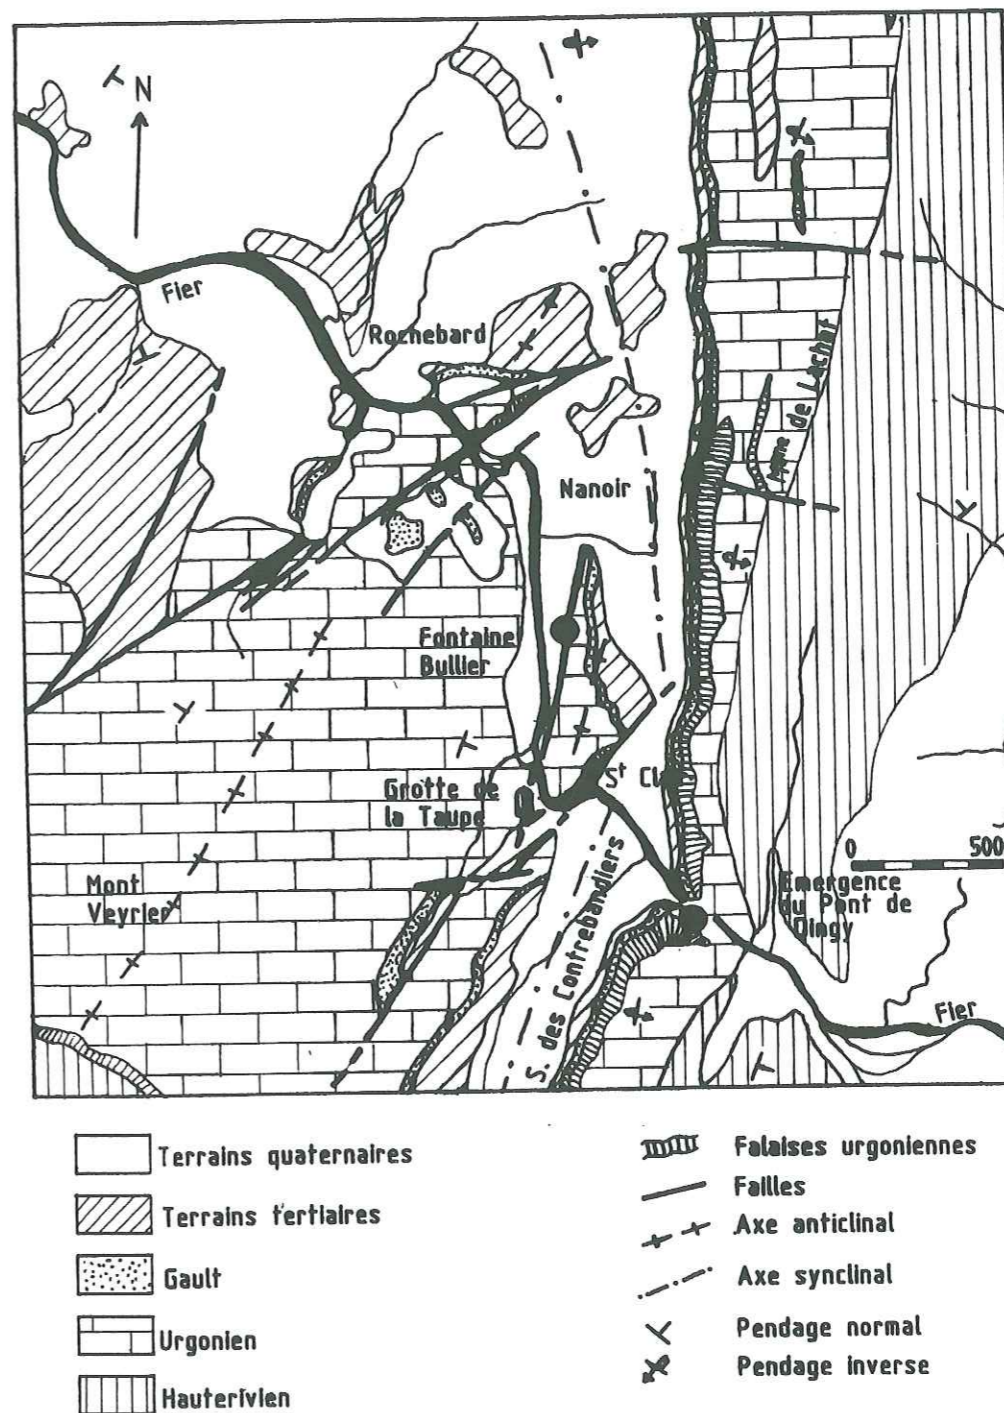 N
Fier
Rochebard
Nanoir
Mgne de Lachat
Fontaine
Bullier
Grotte de
la Taupe
St Clair
Mont
Veyrier
S. des Contrebandiers
0 500
Emergence
du Pont de
Dingy
Fier
Terrains quaternaires
Terrains tertiaires
Gault
Urgonien
Hauterivien
Falaises urgoniennes
Failles
Axe anticlinal
Axe synclinal
Pendage normal
Pendage inverse